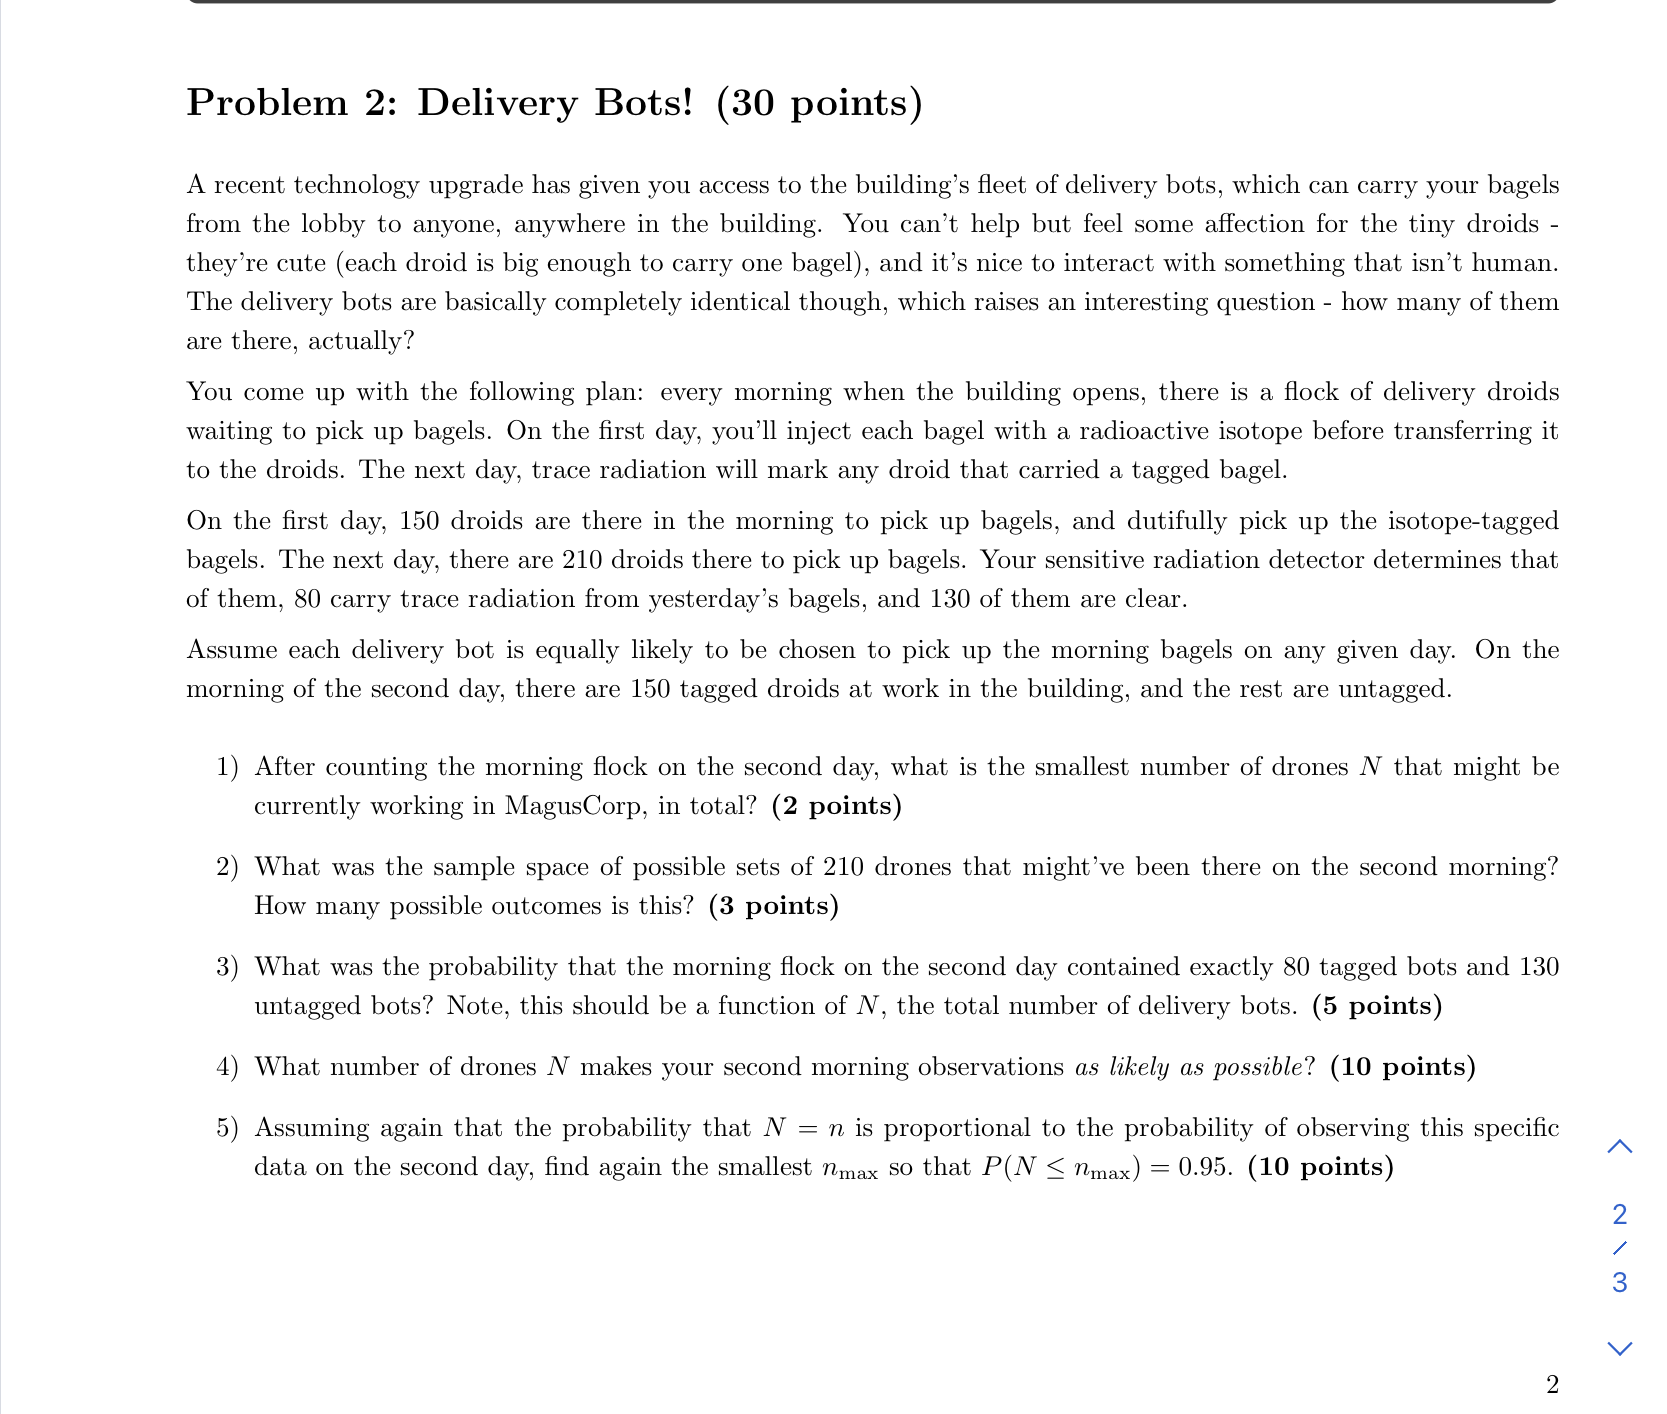 Problem 2: Delivery Bots! (30 points)
A recent technology upgrade has given you access to the building's fleet of delivery bots, which can carry your bagels
from the lobby to anyone, anywhere in the building. You can't help but feel some affection for the tiny droids -
they're cute (each droid is big enough to carry one bagel), and it's nice to interact with something that isn't human.
The delivery bots are basically completely identical though, which raises an interesting question - how many of them
are there, actually?
You come up with the following plan: every morning when the building opens, there is a flock of delivery droids
waiting to pick up bagels. On the first day, you'll inject each bagel with a radioactive isotope before transferring it
to the droids. The next day, trace radiation will mark any droid that carried a tagged bagel.
On the first day, 150 droids are there in the morning to pick up bagels, and dutifully pick up the isotope-tagged
bagels. The next day, there are 210 droids there to pick up bagels. Your sensitive radiation detector determines that
of them, 80 carry trace radiation from yesterday's bagels, and 130 of them are clear.
Assume each delivery bot is equally likely to be chosen to pick up the morning bagels on any given day. On the
morning of the second day, there are 150 tagged droids at work in the building, and the rest are untagged.
1) After counting the morning flock on the second day, what is the smallest number of drones N that might be
currently working in MagusCorp, in total? (2 points)
2) What was the sample space of possible sets of 210 drones that might've been there on the second morning?
How many possible outcomes is this? (3 points)
3) What was the probability that the morning flock on the second day contained exactly 80 tagged bots and 130
untagged bots? Note, this should be a function of N, the total number of delivery bots. (5 points)
4) What number of drones N makes your second morning observations as likely as possible? (10 points)
5) Assuming again that the probability that N = n is proportional to the probability of observing this specific
data on the second day, find again the smallest n_max so that P(N ≤ n_max) = 0.95. (10 points)
2
/
3
2